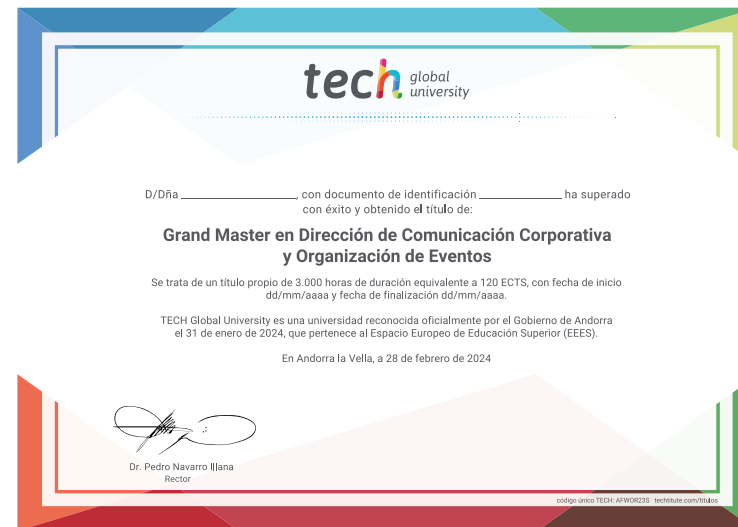 tech global university
D/Dña ______________, con documento de identificación __________ ha superado
con éxito y obtenido el título de:
Grand Master en Dirección de Comunicación Corporativa
y Organización de Eventos
Se trata de un título propio de 3.000 horas de duración equivalente a 120 ECTS, con fecha de inicio
dd/mm/aaaa y fecha de finalización dd/mm/aaaa.
TECH Global University es una universidad reconocida oficialmente por el Gobierno de Andorra
el 31 de enero de 2024, que pertenece al Espacio Europeo de Educación Superior (EEES).
En Andorra la Vella, a 28 de febrero de 2024
Dr. Pedro Navarro Illana
Rector
código único TECH: AFWOR23S techtitute.com/titulos